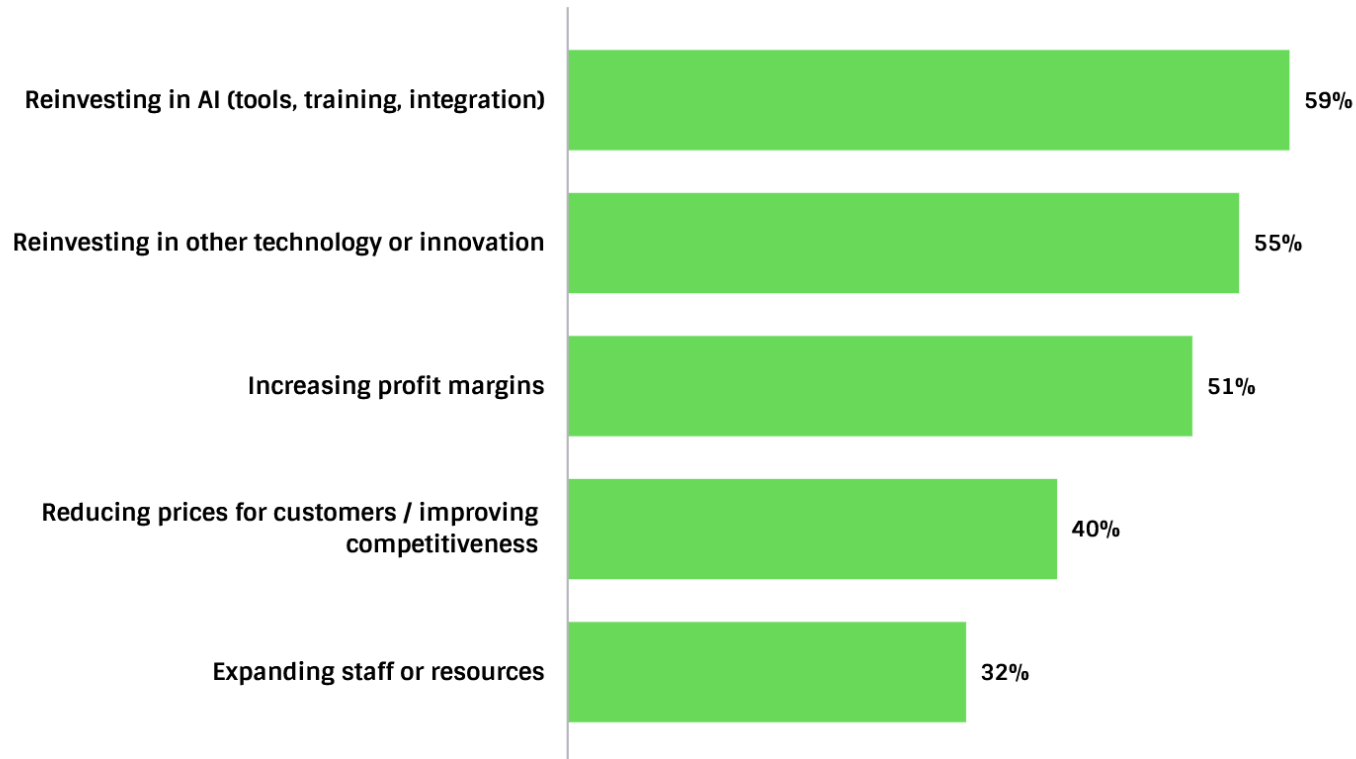 Reinvesting in AI (tools, training, integration)
59%
Reinvesting in other technology or innovation
55%
Increasing profit margins
51%
Reducing prices for customers / improving
competitiveness
40%
Expanding staff or resources
32%